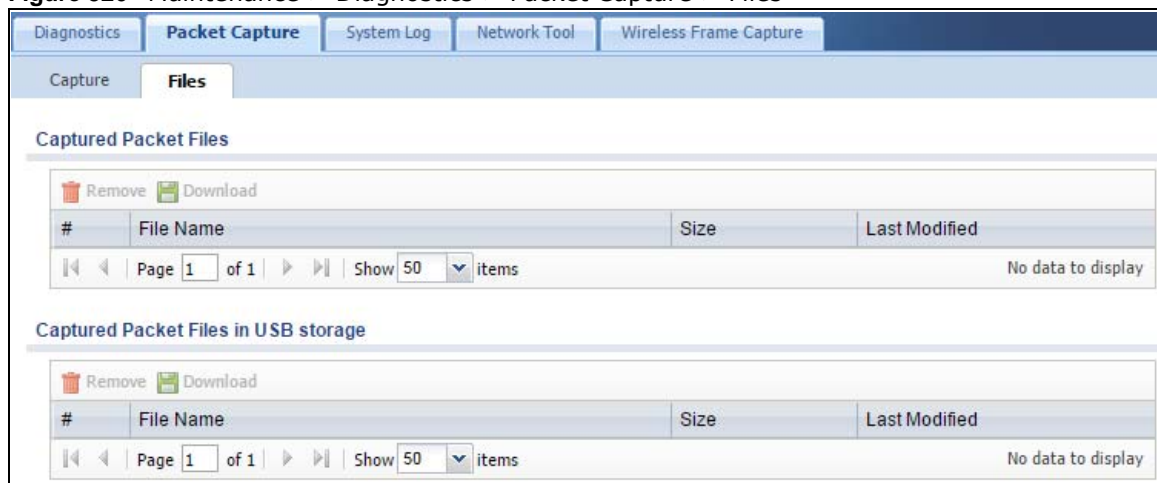 Diagnostics Packet Capture System Log Network Tool Wireless Frame Capture
Capture Files
Captured Packet Files
Remove Download
# File Name Size Last Modified
Page 1 of 1 Show 50 items No data to display
Captured Packet Files in USB storage
Remove Download
# File Name Size Last Modified
Page 1 of 1 Show 50 items No data to display